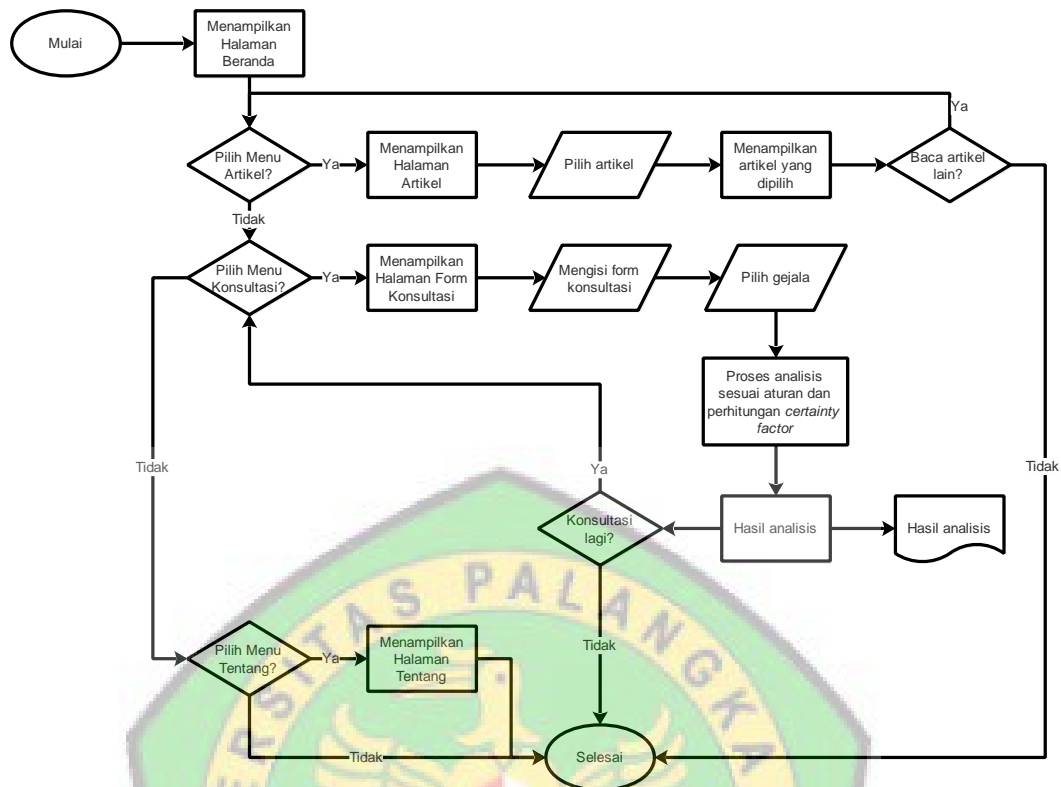 Mulai
Menampilkan
Halaman
Beranda
Ya
Pilih Menu
Artikel?
Ya
Menampilkan
Halaman
Artikel
Pilih artikel
Menampilkan
artikel yang
dipilih
Baca artikel
lain?
Tidak
Pilih Menu
Konsultasi?
Ya
Menampilkan
Halaman Form
Konsultasi
Mengisi form
konsultasi
Pilih gejala
Proses analisis
sesuai aturan dan
perhitungan certainty
factor
Tidak
Ya
Tidak
Konsultasi
lagi?
Hasil analisis
Hasil analisis
SITAS PALANGKA
ERSITAS
Pilih Menu
Tentang?
Ya
Menampilkan
Halaman
Tentang
Tidak
Tidak
Selesai